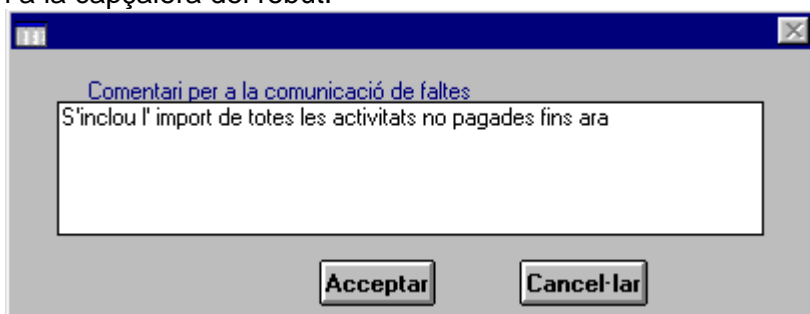 i a la capçalera del rebut.
Comentari per a la comunicació de faltes
S'inclou l' import de totes les activitats no pagades fins ara
Acceptar Cancel·lar